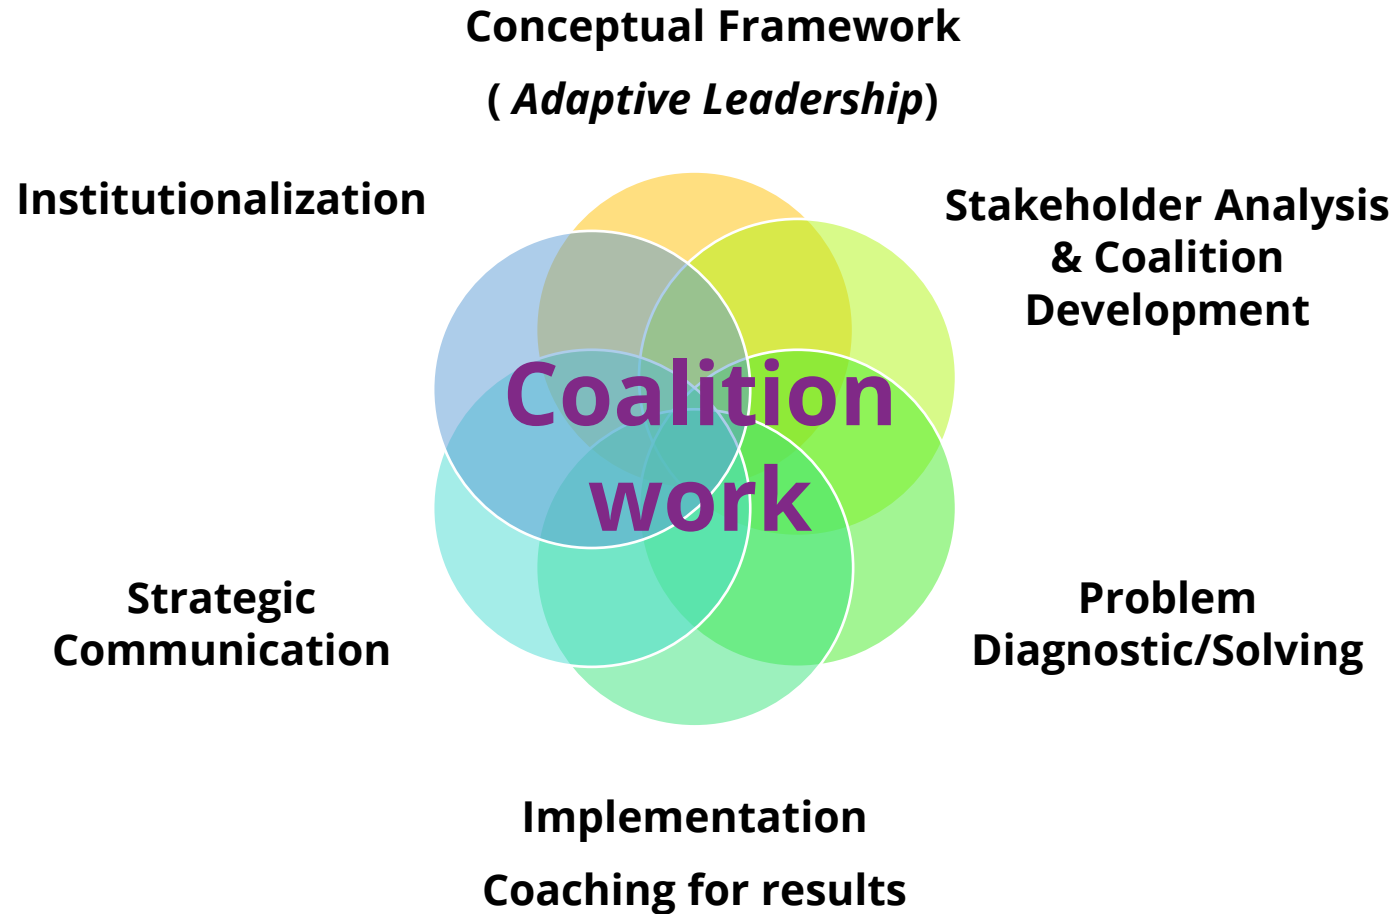 Conceptual Framework
( Adaptive Leadership)
Institutionalization
Stakeholder Analysis
& Coalition
Development
Coalition
work
Strategic
Communication
Problem
Diagnostic/Solving
Implementation
Coaching for results